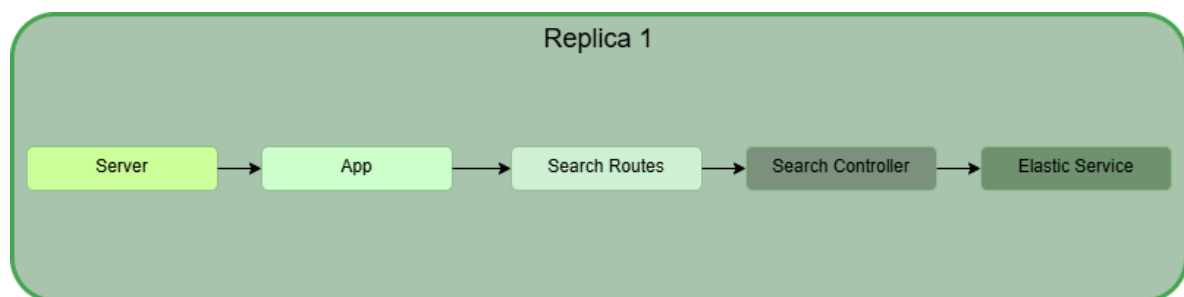 Replica 1
Server
App
Search Routes
Search Controller
Elastic Service